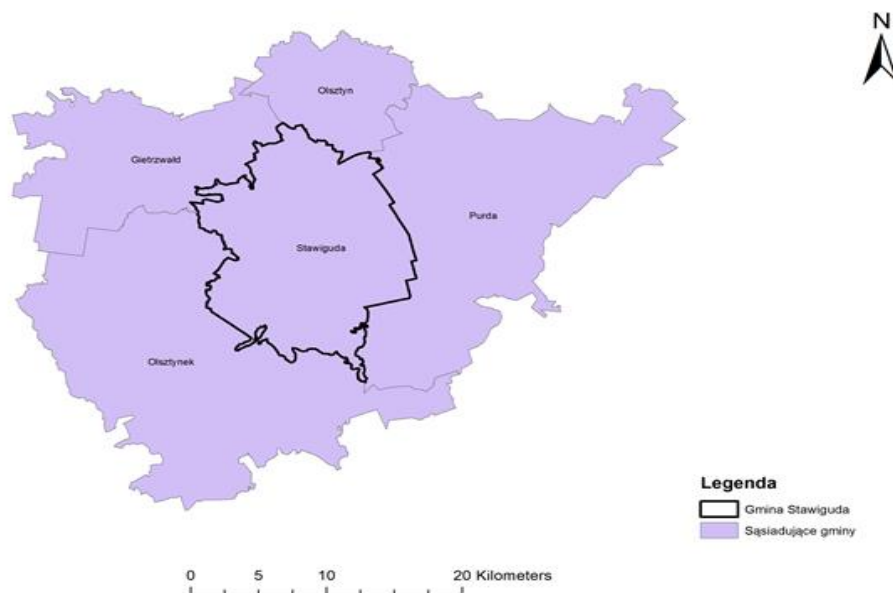 N
Olsztyn
Gietrzwałd
Purda
Stawiguda
Olsztynek
Legenda
Gmina Stawiguda
Sąsiadujące gminy
0 5 10 20 Kilometers